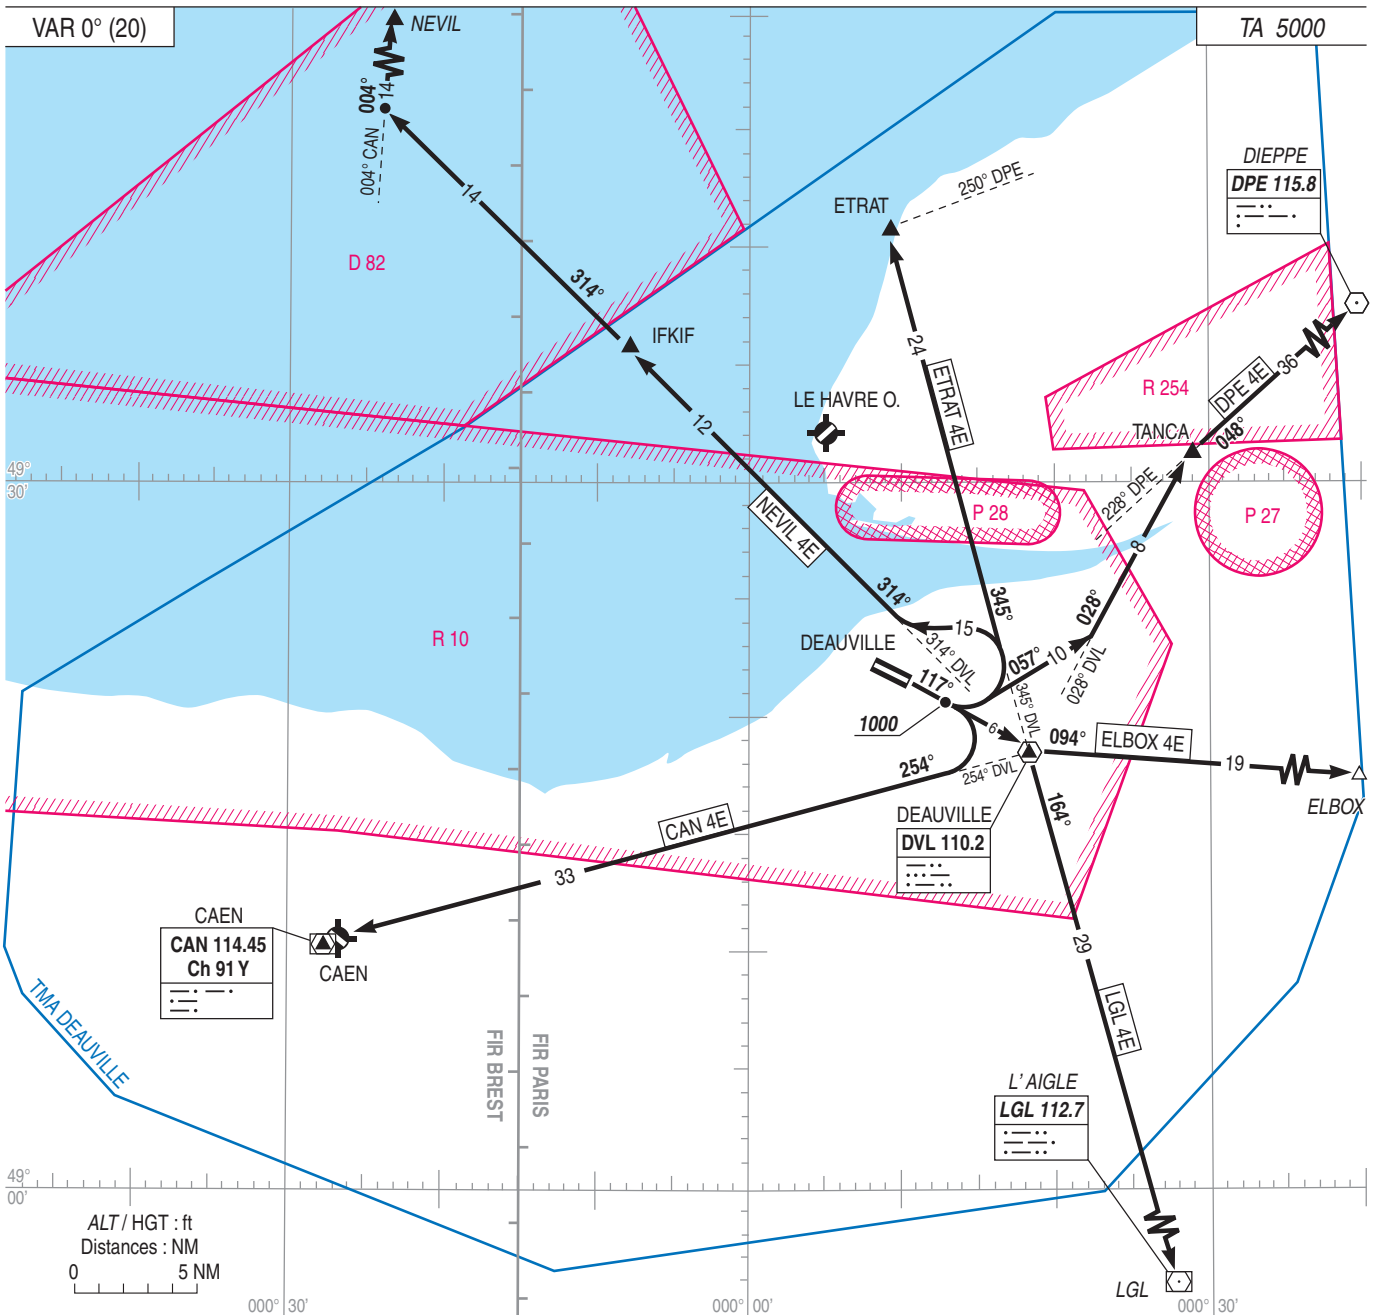 VAR 0° (20)
NEVIL
TA 5000
004°
14
004° CAN
14
DIEPPE
DPE 115.8
250° DPE
ETRAT
D 82
314°
IFKIF
24
ETRAT 4E
R 254
DPE 4E
36
LE HAVRE O.
12
TANCA
048°
49°
30'
228° DPE
P 28
P 27
NEVIL 4E
8
314°
345°
028°
R 10
15
DEAUVILLE
314° DVL
057°
10
028° DVL
117°
345° DVL
1000
6
094°
ELBOX 4E
19
254°
254° DVL
ELBOX
164°
DEAUVILLE
DVL 110.2
CAN 4E
33
CAEN
CAN 114.45
Ch 91 Y
CAEN
29
TMA DEAUVILLE
FIR BREST
FIR PARIS
LGL 4E
L' AIGLE
LGL 112.7
49°
00'
ALT / HGT : ft
Distances : NM
0 5 NM
LGL
000° 30'
000° 00'
000° 30'